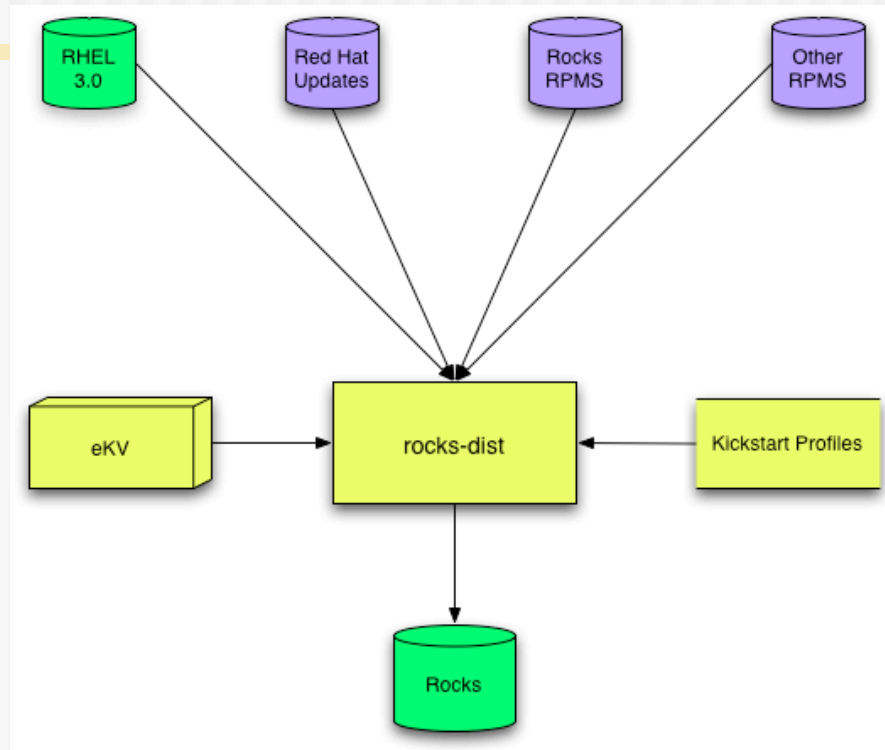 RHEL
3.0
Red Hat
Updates
Rocks
RPMS
Other
RPMS
eKV
rocks-dist
Kickstart Profiles
Rocks